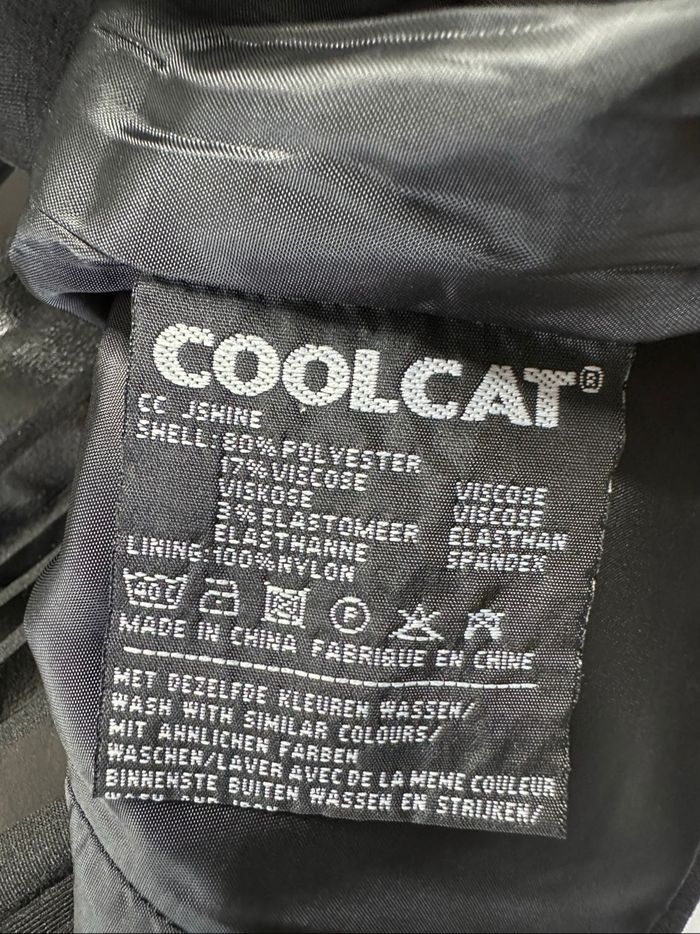 COOLCAT®
CC JSHINE
SHELL: 80% POLYESTER
17% VISCOSE VISCOSE
VISKOSE VISCOSE
3% ELASTOMEER ELASTHAN
ELASTHANNE SPANDEX
LINING: 100% NYLON
40
P
MADE IN CHINA FABRIQUE EN CHINE
MET DEZELFDE KLEUREN WASSEN/
WASH WITH SIMILAR COLOURS/
MIT AHNLICHEN FARBEN
WASCHEN/LAVER AVEC DE LA MEME COULEUR
BINNENSTE BUITEN WASSEN EN STRIJKEN/